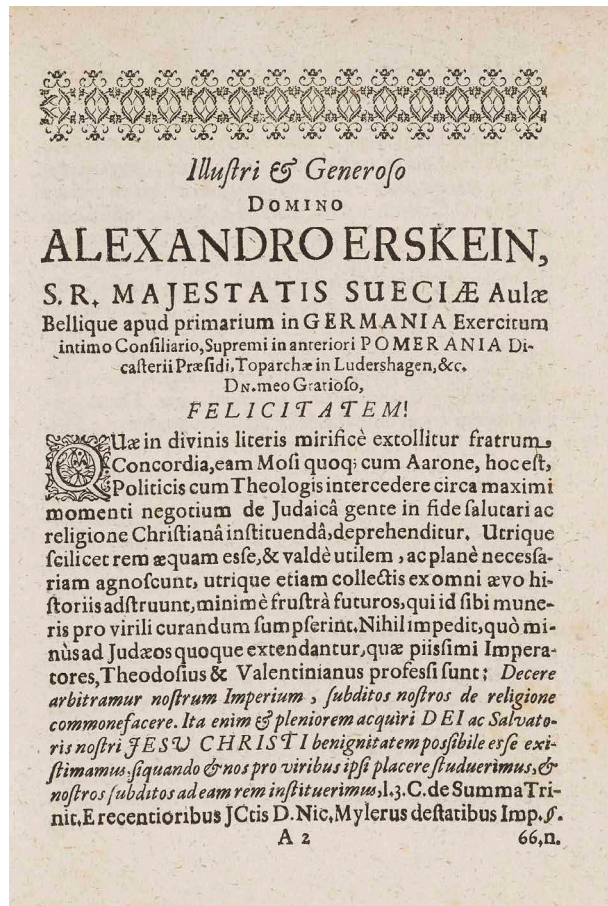 Illuſtri & Generoſo
DOMINO
ALEXANDRO ERSKEIN,
S. R. MAJESTATIS SUECIÆ Aulæ
Bellique apud primarium in GERMANIA Exercitum
intimo Conſiliario, Supremi in anteriori POMERANIA Di-
caſterii Præſidi, Toparchæ in Ludershagen, &c.
DN. meo Gratioſo,
FELICITATEM!
QUæ in divinis literis mirificè extollitur fratrum
Concordia, eam Moſi quoq; cum Aarone, hoc eſt,
Politicis cum Theologis intercedere circa maximi
momenti negotium de Judaicâ gente in fide ſalutari ac
religione Chriſtianâ inſtituendâ, deprehenditur. Utrique
ſcilicet rem æquam eſſe, & valdè utilem, ac planè neceſſa-
riam agnoſcunt, utrique etiam collectis ex omni ævo hi-
ſtoriis adſtruunt, minimè fruſtrà futuros, qui id ſibi mune-
ris pro virili curandum ſumpſerint. Nihil impedit, quò mi-
nùs ad Judæos quoque extendantur, quæ piiſſimi Impera-
tores, Theodoſius & Valentinianus profeſſi ſunt: Decere
arbitramur noſtrum Imperium, ſubditos noſtros de religione
commonefacere. Ita enim & pleniorem acquiri DEI ac Salvato-
ris noſtri JESU CHRISTI benignitatem poſſibile eſſe exi-
ſtimamus, ſiquando & nos pro viribus ipſi placere ſtuduerimus, &
noſtros ſubditos ad eam rem inſtituerimus, l. 3. C. de Summa Tri-
nit. E recentioribus JCtis D. Nic. Mylerus de ſtatibus Imp. ſ.
A 2 66. n.